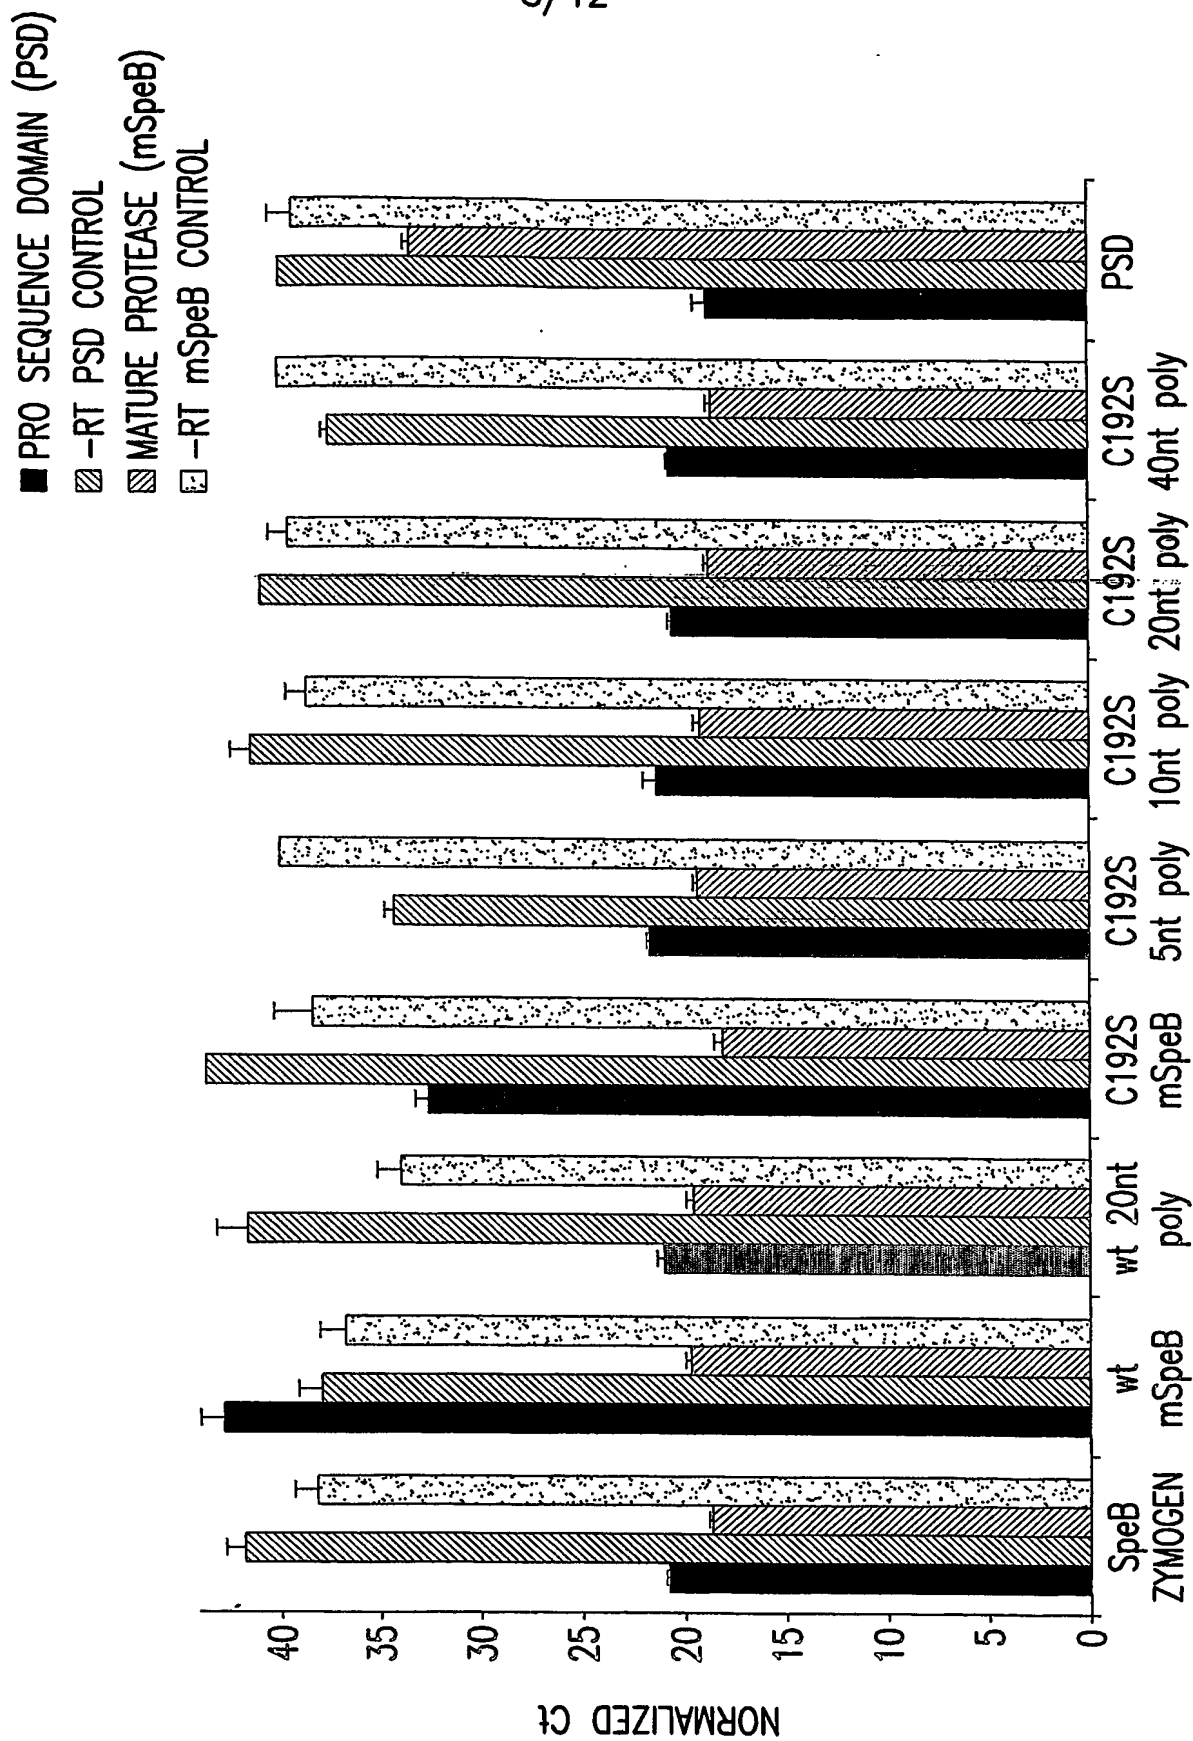 PRO SEQUENCE DOMAIN (PSD)
-RT PSD CONTROL
MATURE PROTEASE (mSpeB)
-RT mSpeB CONTROL
NORMALIZED Ct
40
35
30
25
20
15
10
5
0
SpeB
ZYMOGEN
wt
mSpeB
wt 20nt
poly
C192S
mSpeB
C192S
5nt poly
C192S
10nt poly
C192S
20nt poly
C192S
40nt poly
PSD